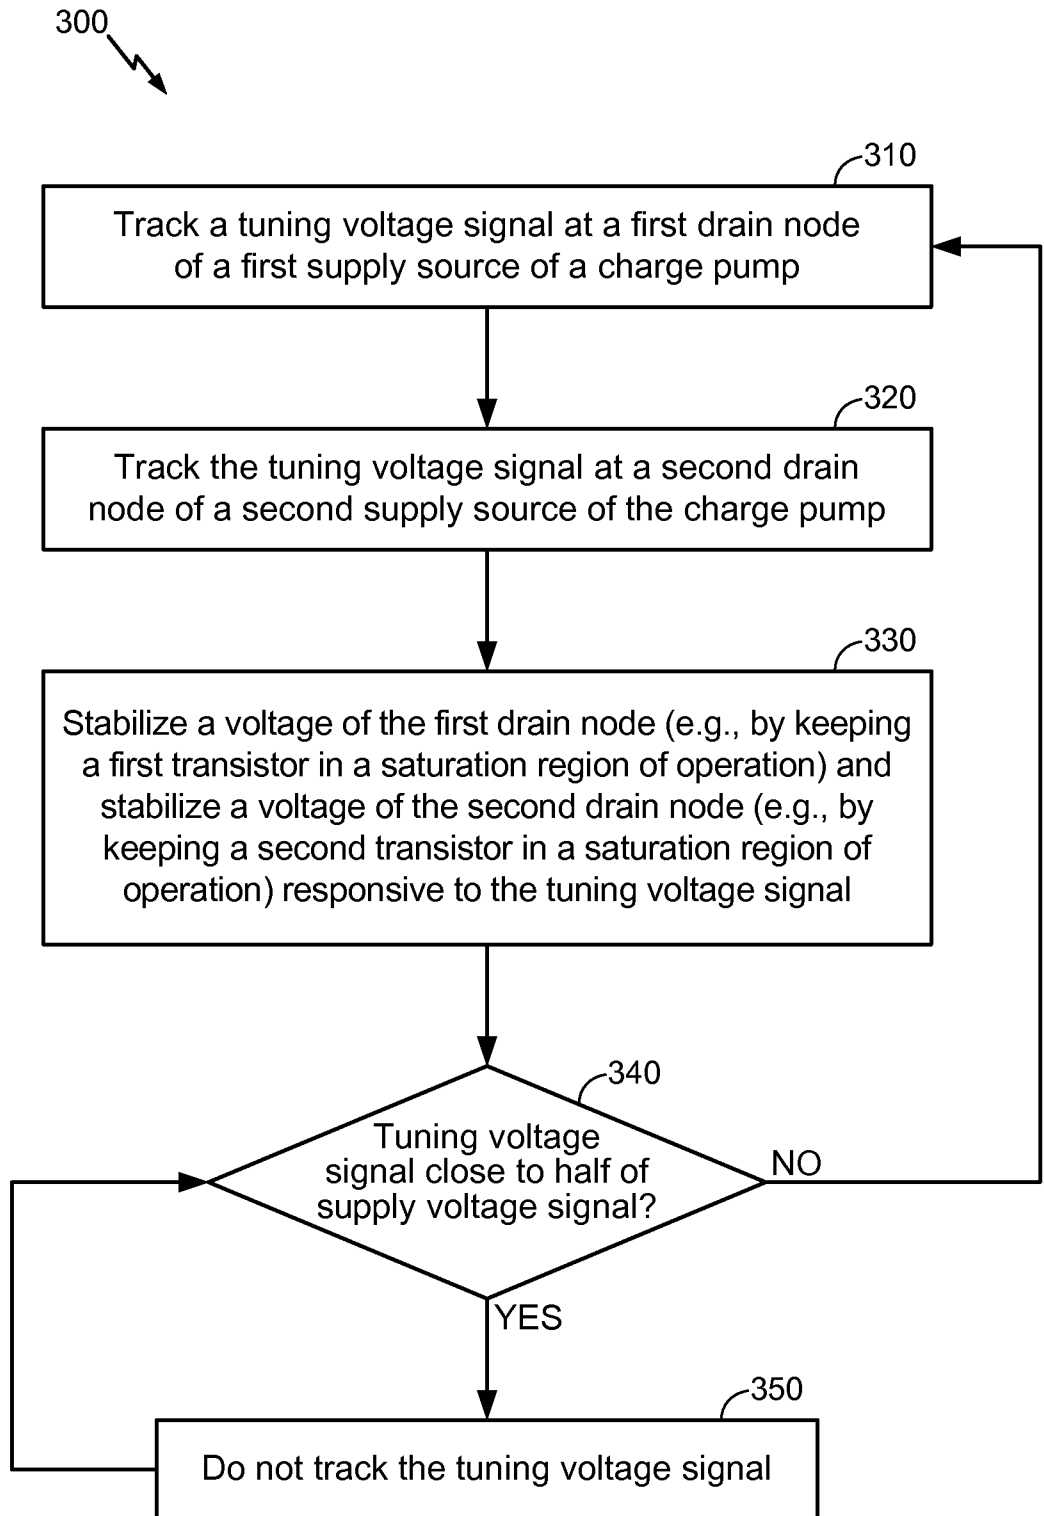 300
310
Track a tuning voltage signal at a first drain node
of a first supply source of a charge pump
320
Track the tuning voltage signal at a second drain
node of a second supply source of the charge pump
330
Stabilize a voltage of the first drain node (e.g., by keeping
a first transistor in a saturation region of operation) and
stabilize a voltage of the second drain node (e.g., by
keeping a second transistor in a saturation region of
operation) responsive to the tuning voltage signal
340
Tuning voltage
signal close to half of
supply voltage signal?
NO
YES
350
Do not track the tuning voltage signal